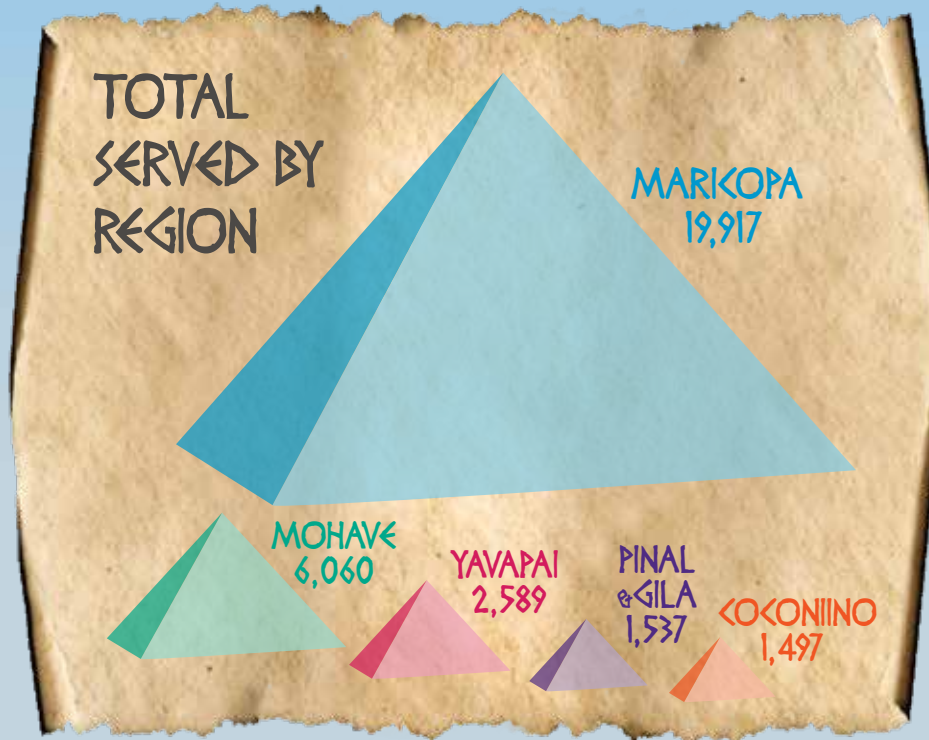 TOTAL
SERVED BY
REGION
MARICOPA
19,917
MOHAVE
6,060
YAVAPAI
2,589
PINAL
&GILA
1,537
COCONIINO
1,497